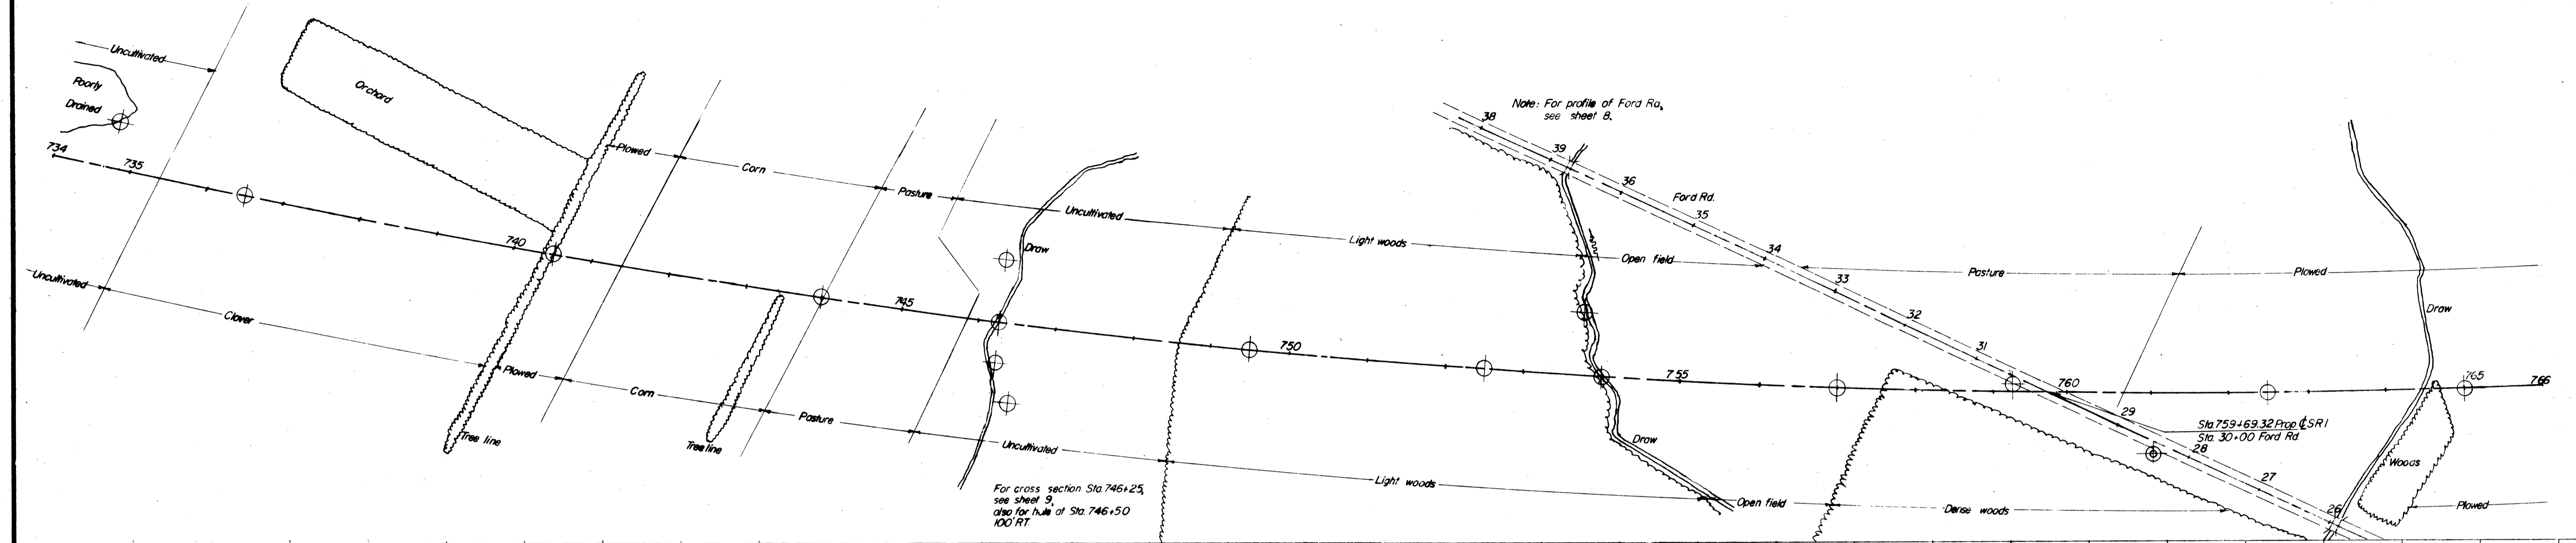 Uncultivated
Poorly
Drained
Orchard
734
735
740
745
750
755
760
765
766
Plowed
Corn
Pasture
Uncultivated
Light woods
Open field
Pasture
Plowed
Note: For profile of Ford Rd.,
see sheet 8.
38
39
36
35
34
33
32
31
29
28
27
26
Ford Rd.
Draw
Draw
Draw
Uncultivated
Clover
Plowed
Corn
Pasture
Uncultivated
Light woods
Open field
Dense woods
Plowed
Tree line
Tree line
Woods
For cross section Sta. 746+25,
see sheet 9,
also for hole at Sta. 746+50
100' RT.
Sta. 759+69.32 Prop. ℄ SR 1
Sta. 30+00 Ford Rd.